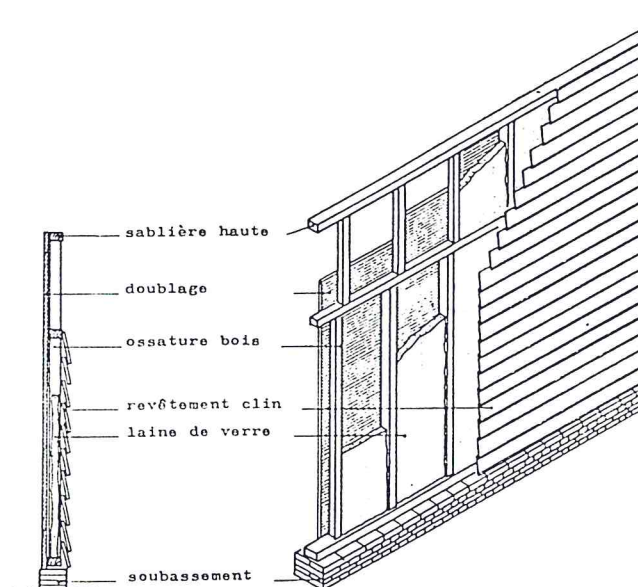 sablière haute
doublage
ossature bois
revêtement clin
laine de verre
soubassement